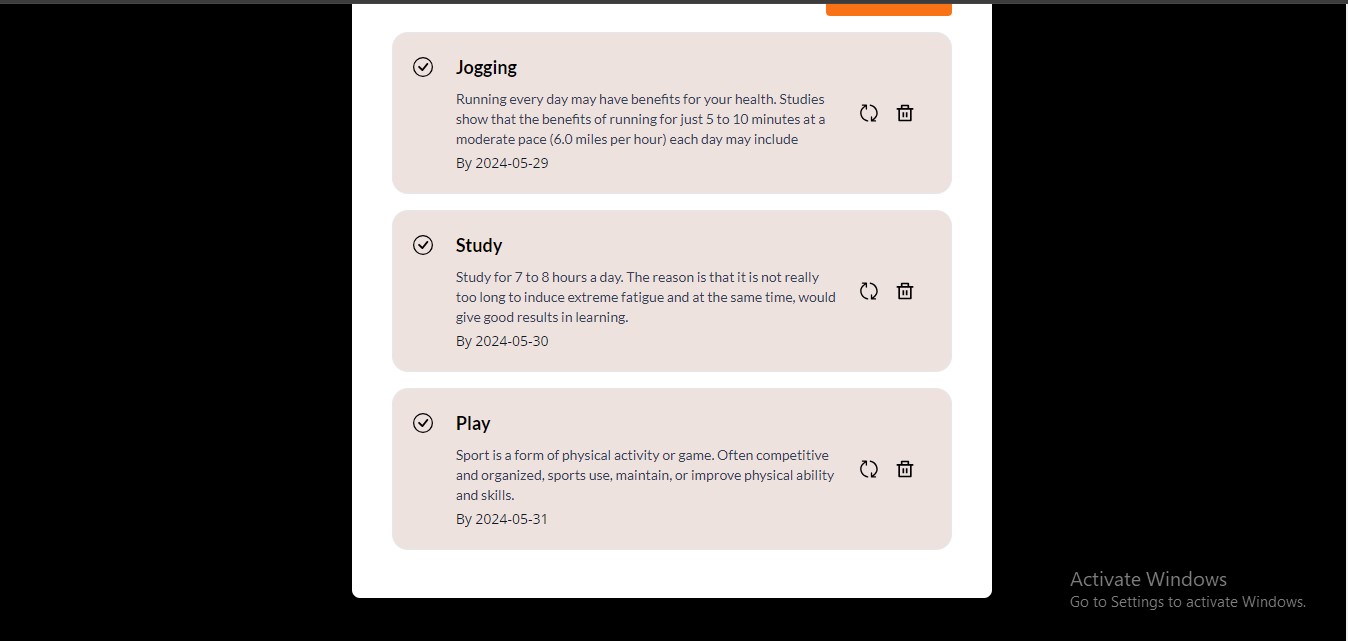 Jogging
Running every day may have benefits for your health. Studies
show that the benefits of running for just 5 to 10 minutes at a
moderate pace (6.0 miles per hour) each day may include
By 2024-05-29
Study
Study for 7 to 8 hours a day. The reason is that it is not really
too long to induce extreme fatigue and at the same time, would
give good results in learning.
By 2024-05-30
Play
Sport is a form of physical activity or game. Often competitive
and organized, sports use, maintain, or improve physical ability
and skills.
By 2024-05-31
Activate Windows
Go to Settings to activate Windows.